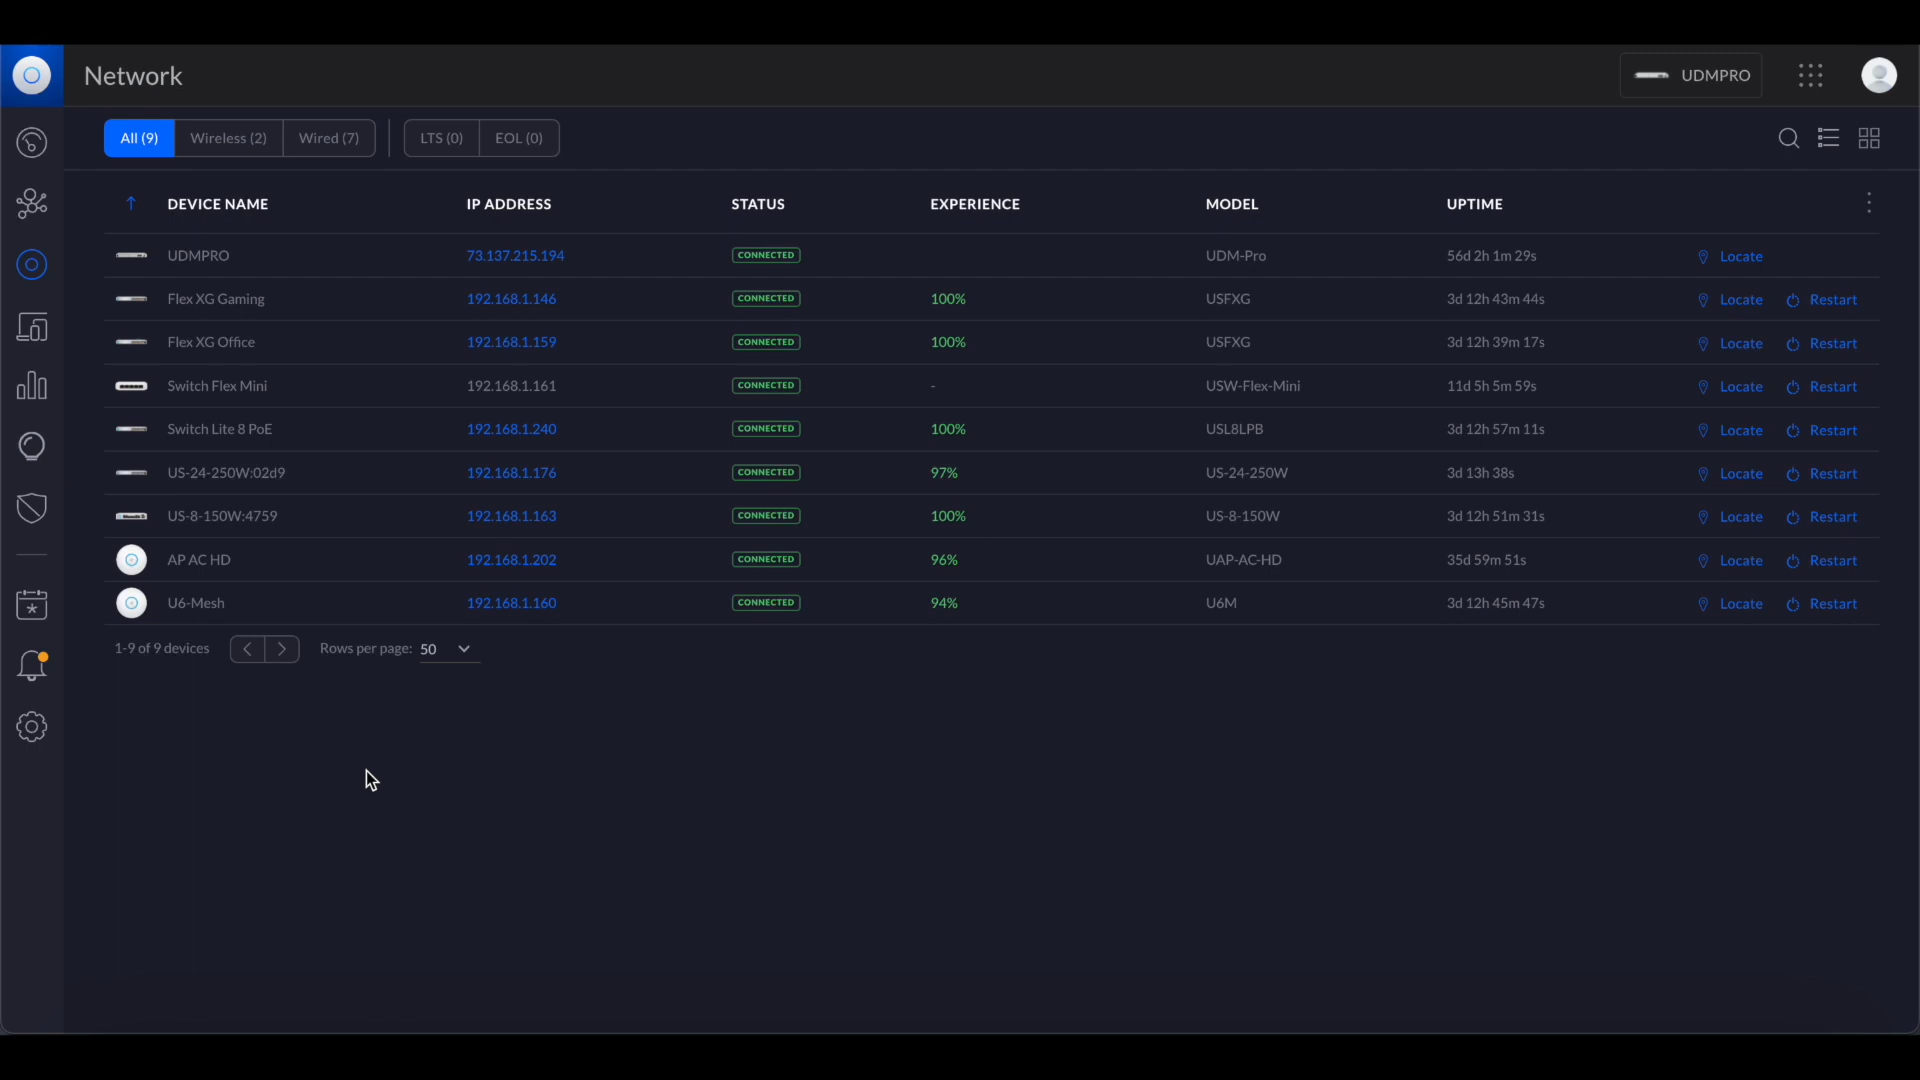 Network
UDMPRO
All (9) Wireless (2) Wired (7) LTS (0) EOL (0)
DEVICE NAME IP ADDRESS STATUS EXPERIENCE MODEL UPTIME
UDMPRO 73.137.215.194 CONNECTED UDM-Pro 56d 2h 1m 29s Locate
Flex XG Gaming 192.168.1.146 CONNECTED 100% USFXG 3d 12h 43m 44s Locate Restart
Flex XG Office 192.168.1.159 CONNECTED 100% USFXG 3d 12h 39m 17s Locate Restart
Switch Flex Mini 192.168.1.161 CONNECTED - USW-Flex-Mini 11d 5h 5m 59s Locate Restart
Switch Lite 8 PoE 192.168.1.240 CONNECTED 100% USL8LPB 3d 12h 57m 11s Locate Restart
US-24-250W:02d9 192.168.1.176 CONNECTED 97% US-24-250W 3d 13h 38s Locate Restart
US-8-150W:4759 192.168.1.163 CONNECTED 100% US-8-150W 3d 12h 51m 31s Locate Restart
AP AC HD 192.168.1.202 CONNECTED 96% UAP-AC-HD 35d 59m 51s Locate Restart
U6-Mesh 192.168.1.160 CONNECTED 94% U6M 3d 12h 45m 47s Locate Restart
1-9 of 9 devices Rows per page: 50